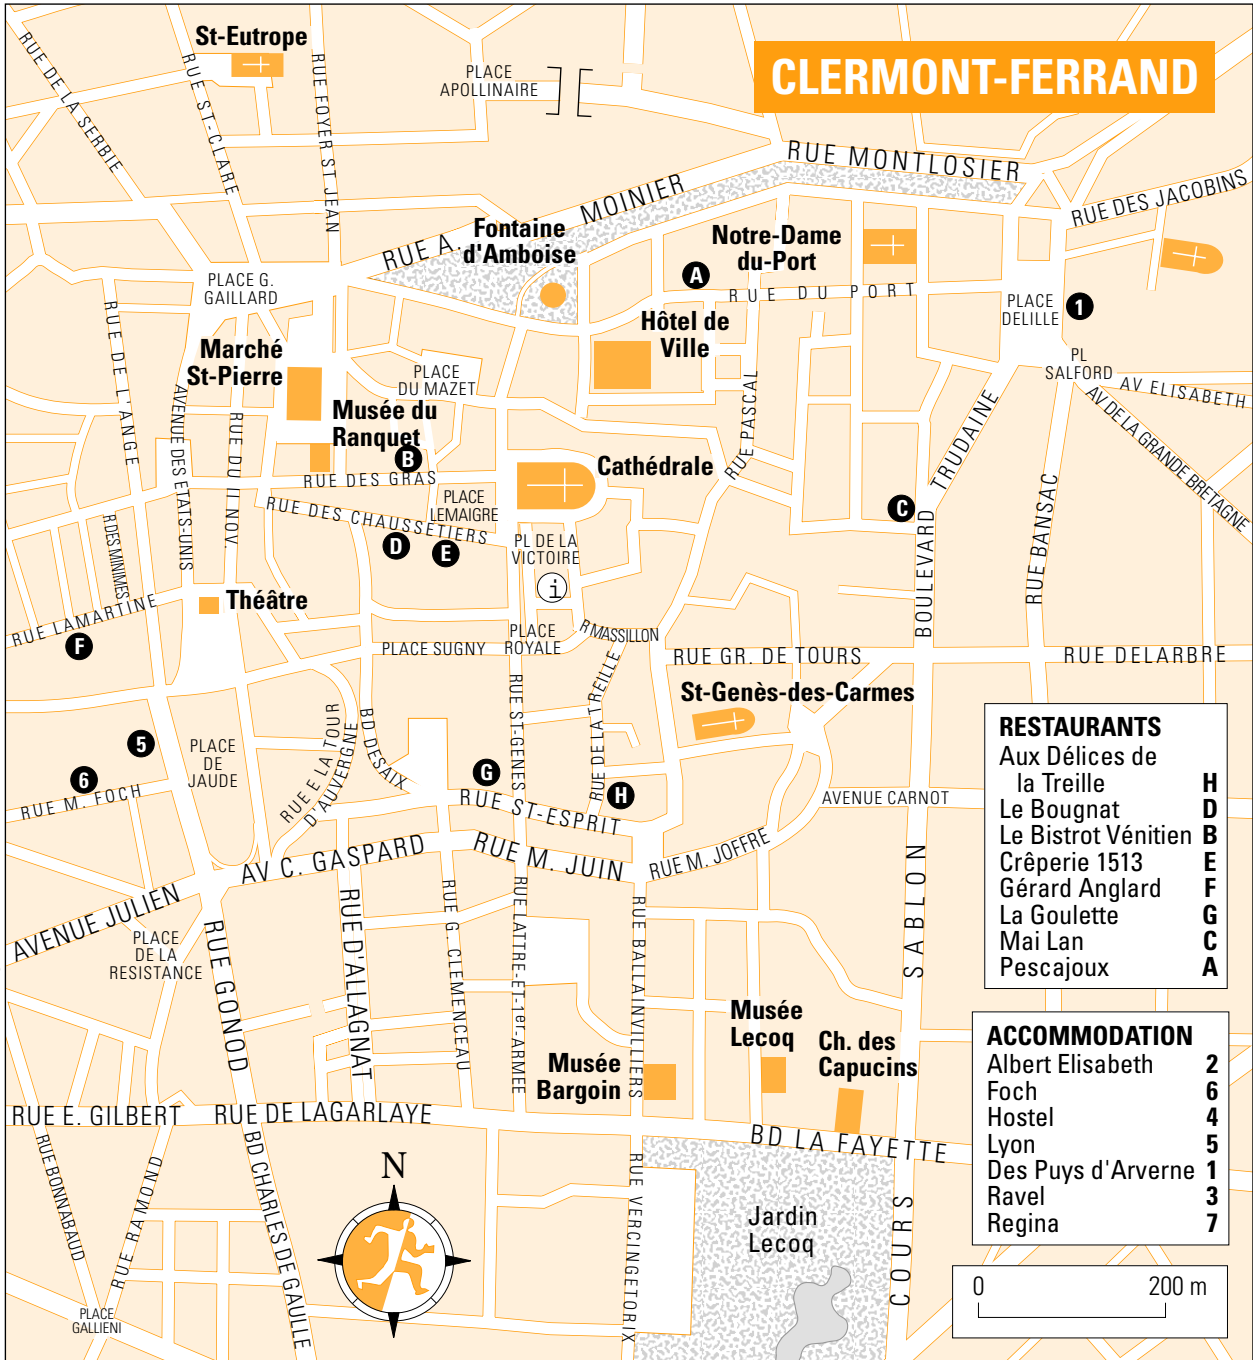 CLERMONT-FERRAND
St-Eutrope
RUE DE LA SERBIE
RUE ST-CLARE
RUE FOYER ST JEAN
PLACE
APOLLINAIRE
RUE MONTLOSIER
RUE A. MOINIER
RUE DES JACOBINS
Fontaine
d'Amboise
Notre-Dame
du-Port
A
RUE DU PORT
PLACE
DELILLE
1
PLACE G.
GAILLARD
Hôtel de
Ville
Marché
St-Pierre
PLACE
DU MAZET
PL
SALFORD
AV ELISABETH
AV DE LA GRANDE BRETAGNE
RUE DE L'ANGE
AVENUE DES ETATS-UNIS
RUE DU II NOV.
Musée du
Ranquet
B
RUE DES GRAS
Cathédrale
RUE PASCAL
TRUDAINE
BOULEVARD
RUE BANSAC
C
PLACE
LEMAIGRE
RUE DES CHAUSSETIERS
D
E
PL DE LA
VICTOIRE
i
R DES MINIMES
Théâtre
RUE LAMARTINE
F
PLACE SUGNY
PLACE
ROYALE
R MASSILLON
RUE GR. DE TOURS
RUE DELARBRE
St-Genès-des-Carmes
RUE ST-GENES
RUE DE LA TREILLE
BD DESAIX
RUE E LA TOUR
D'AUVERGNE
5
PLACE
DE
JAUDE
6
RUE M. FOCH
G
H
RUE ST-ESPRIT
AVENUE CARNOT
RUE M. JOFFRE
AV C. GASPARD
RUE M. JUIN
AVENUE JULIEN
PLACE
DE LA
RESISTANCE
RUE GONOD
RUE D'ALLAGNAT
RUE G. CLEMENCEAU
RUE LATTRE-ET-1er-ARMEE
RUE BALLAINVILLIERS
SABLON
Musée
Lecoq
Ch. des
Capucins
Musée
Bargoin
RUE E. GILBERT
RUE DE LAGARLAYE
BD LA FAYETTE
RUE BONNABAUD
RUE RAMOND
BD CHARLES DE GAULLE
N
RUE VERCINGETORIX
Jardin
Lecoq
COURS
PLACE
GALLIENI
RESTAURANTS
Aux Délices de
la Treille H
Le Bougnat D
Le Bistrot Vénitien B
Crêperie 1513 E
Gérard Anglard F
La Goulette G
Mai Lan C
Pescajoux A
ACCOMMODATION
Albert Elisabeth 2
Foch 6
Hostel 4
Lyon 5
Des Puys d'Arverne 1
Ravel 3
Regina 7
0 200 m